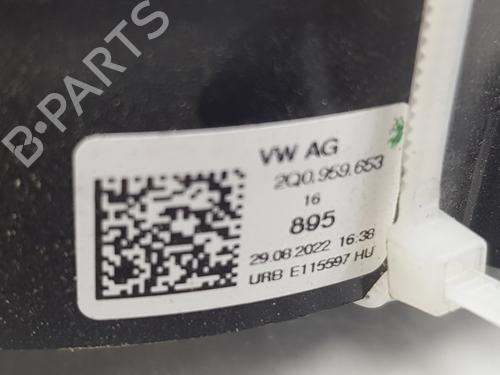 B-PARTS
VW AG
2Q0.959.653
16
895
29.08.2022 16:38
URB E115597 HU